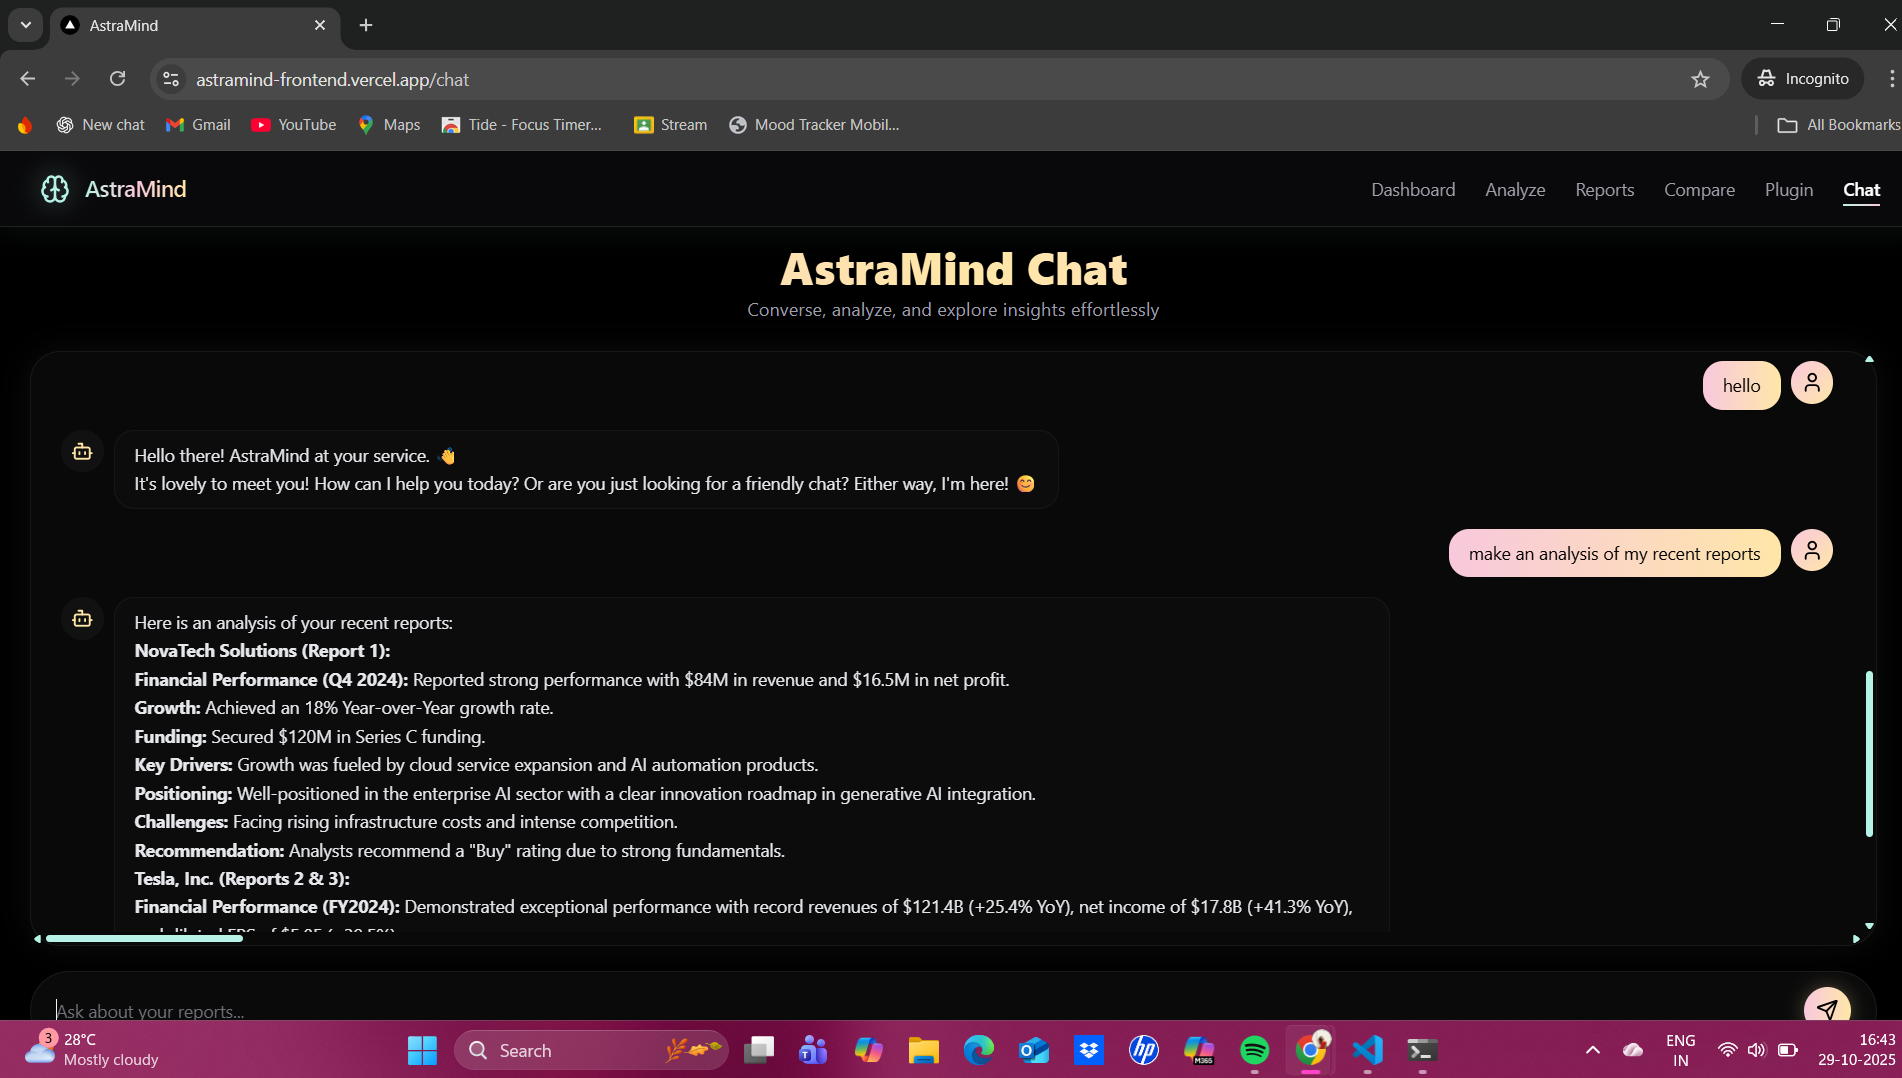 AstraMind
astramind-frontend.vercel.app/chat
Incognito
New chat
Gmail
YouTube
Maps
Tide - Focus Timer...
Stream
Mood Tracker Mobil...
All Bookmarks
AstraMind
Dashboard
Analyze
Reports
Compare
Plugin
Chat
AstraMind Chat
Converse, analyze, and explore insights effortlessly
hello
Hello there! AstraMind at your service. 👋
It's lovely to meet you! How can I help you today? Or are you just looking for a friendly chat? Either way, I'm here! 😊
make an analysis of my recent reports
Here is an analysis of your recent reports:
NovaTech Solutions (Report 1):
Financial Performance (Q4 2024): Reported strong performance with $84M in revenue and $16.5M in net profit.
Growth: Achieved an 18% Year-over-Year growth rate.
Funding: Secured $120M in Series C funding.
Key Drivers: Growth was fueled by cloud service expansion and AI automation products.
Positioning: Well-positioned in the enterprise AI sector with a clear innovation roadmap in generative AI integration.
Challenges: Facing rising infrastructure costs and intense competition.
Recommendation: Analysts recommend a "Buy" rating due to strong fundamentals.
Tesla, Inc. (Reports 2 & 3):
Financial Performance (FY2024): Demonstrated exceptional performance with record revenues of $121.4B (+25.4% YoY), net income of $17.8B (+41.3% YoY),
Ask about your reports...
3
28°C
Mostly cloudy
Search
M365
ENG
IN
16:43
29-10-2025